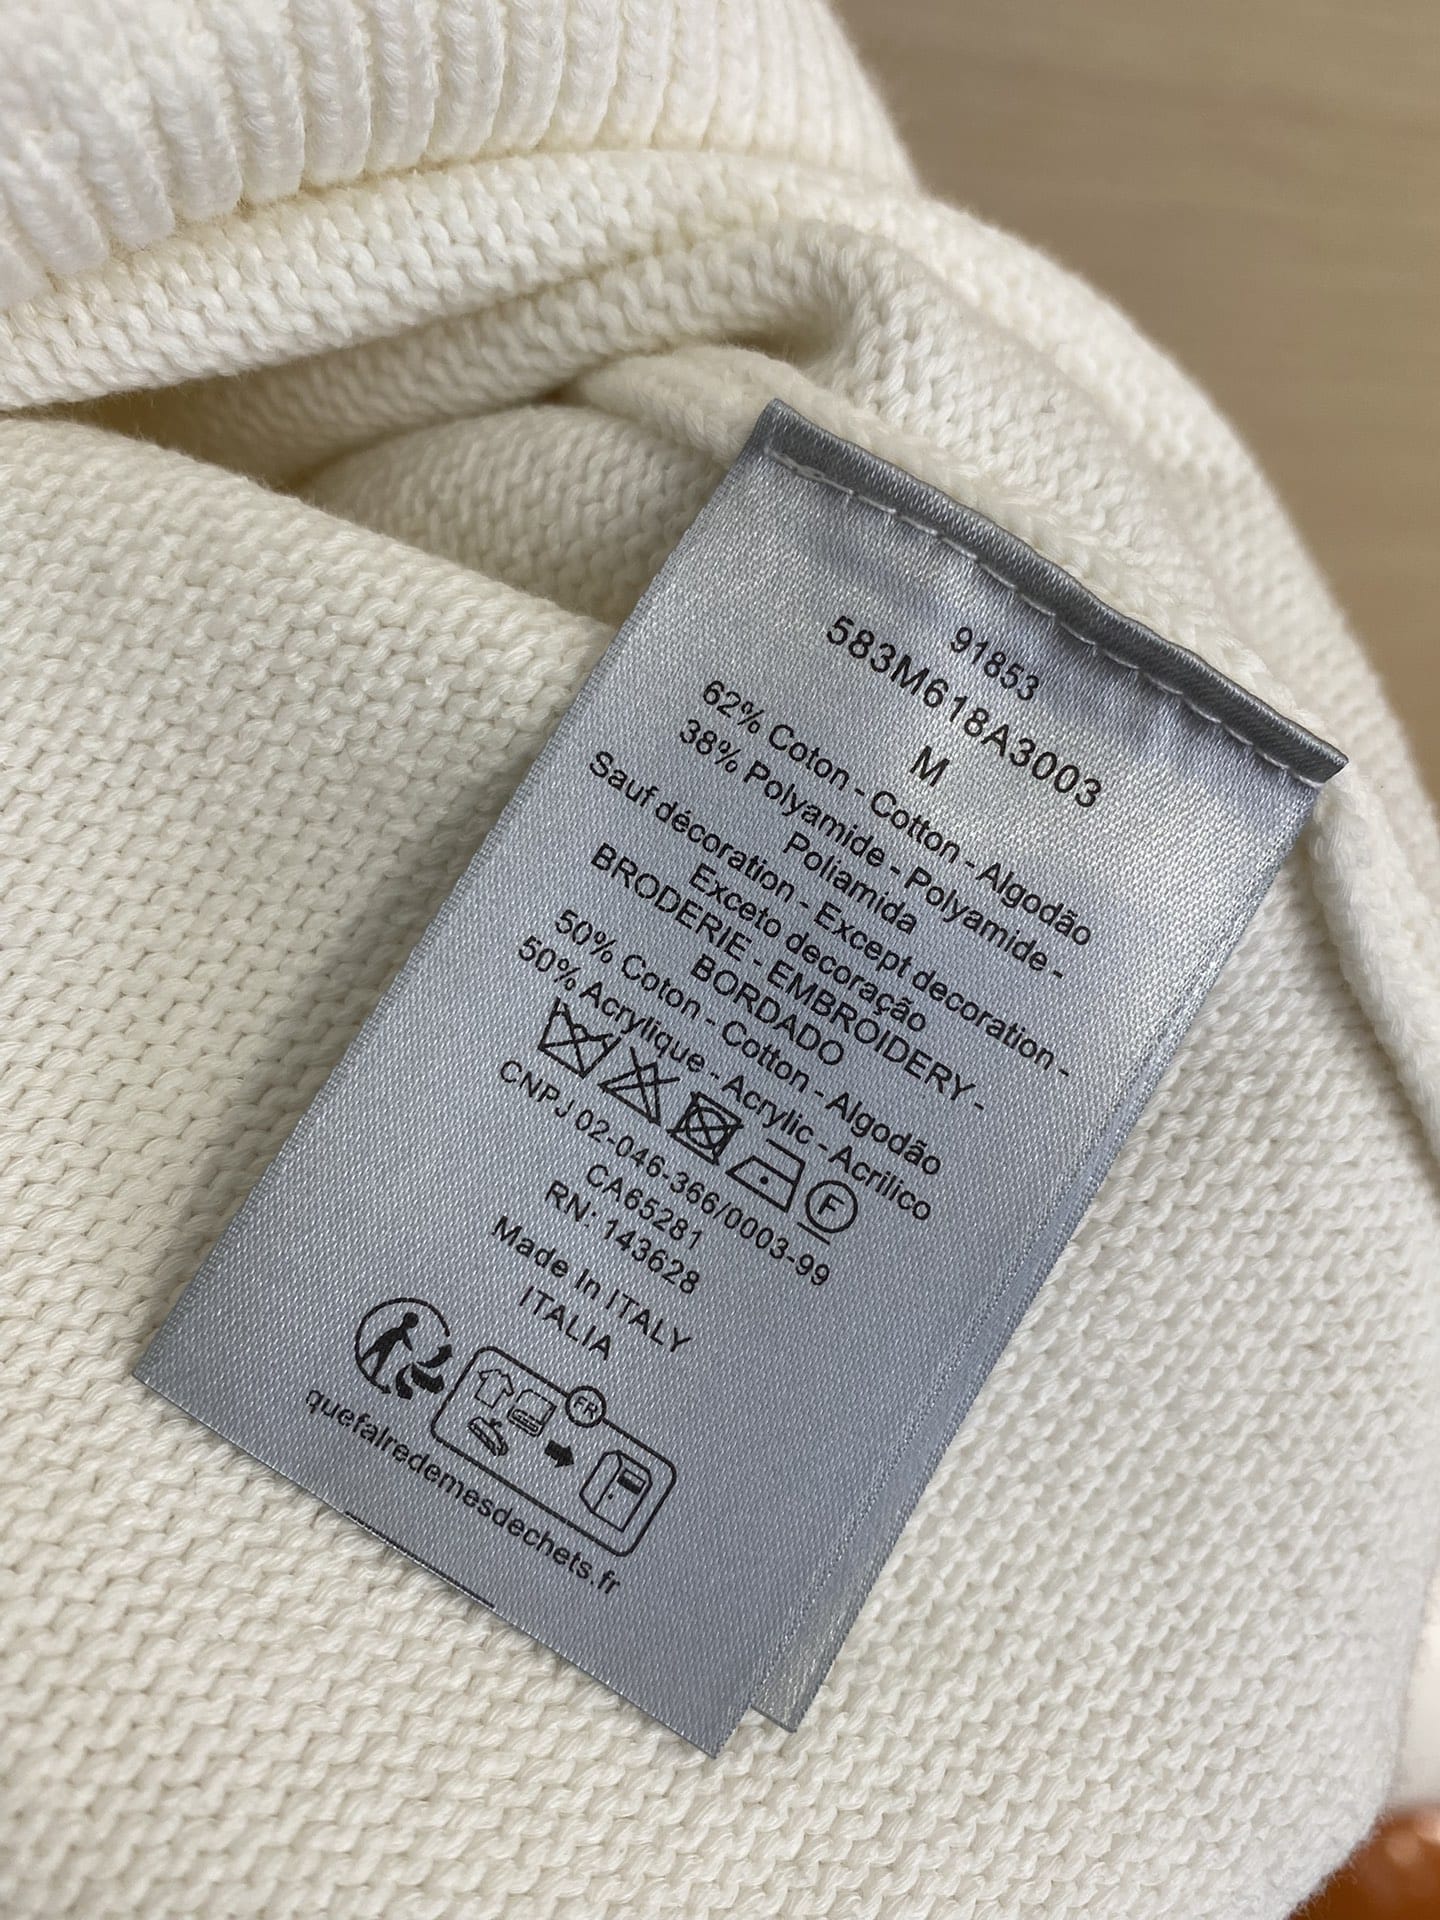 91853
583M618A3003
M
62% Coton - Cotton - Algodão
38% Polyamide - Polyamide -
Poliamida
Sauf décoration - Except decoration -
Exceto decoração
BRODERIE - EMBROIDERY -
BORDADO
50% Coton - Cotton - Algodão
50% Acrylique - Acrylic - Acrilico
F
CNPJ 02-046-366/0003-99
CA65281
RN: 143628
Made In ITALY
ITALIA
FR
quefairedemesdechets.fr